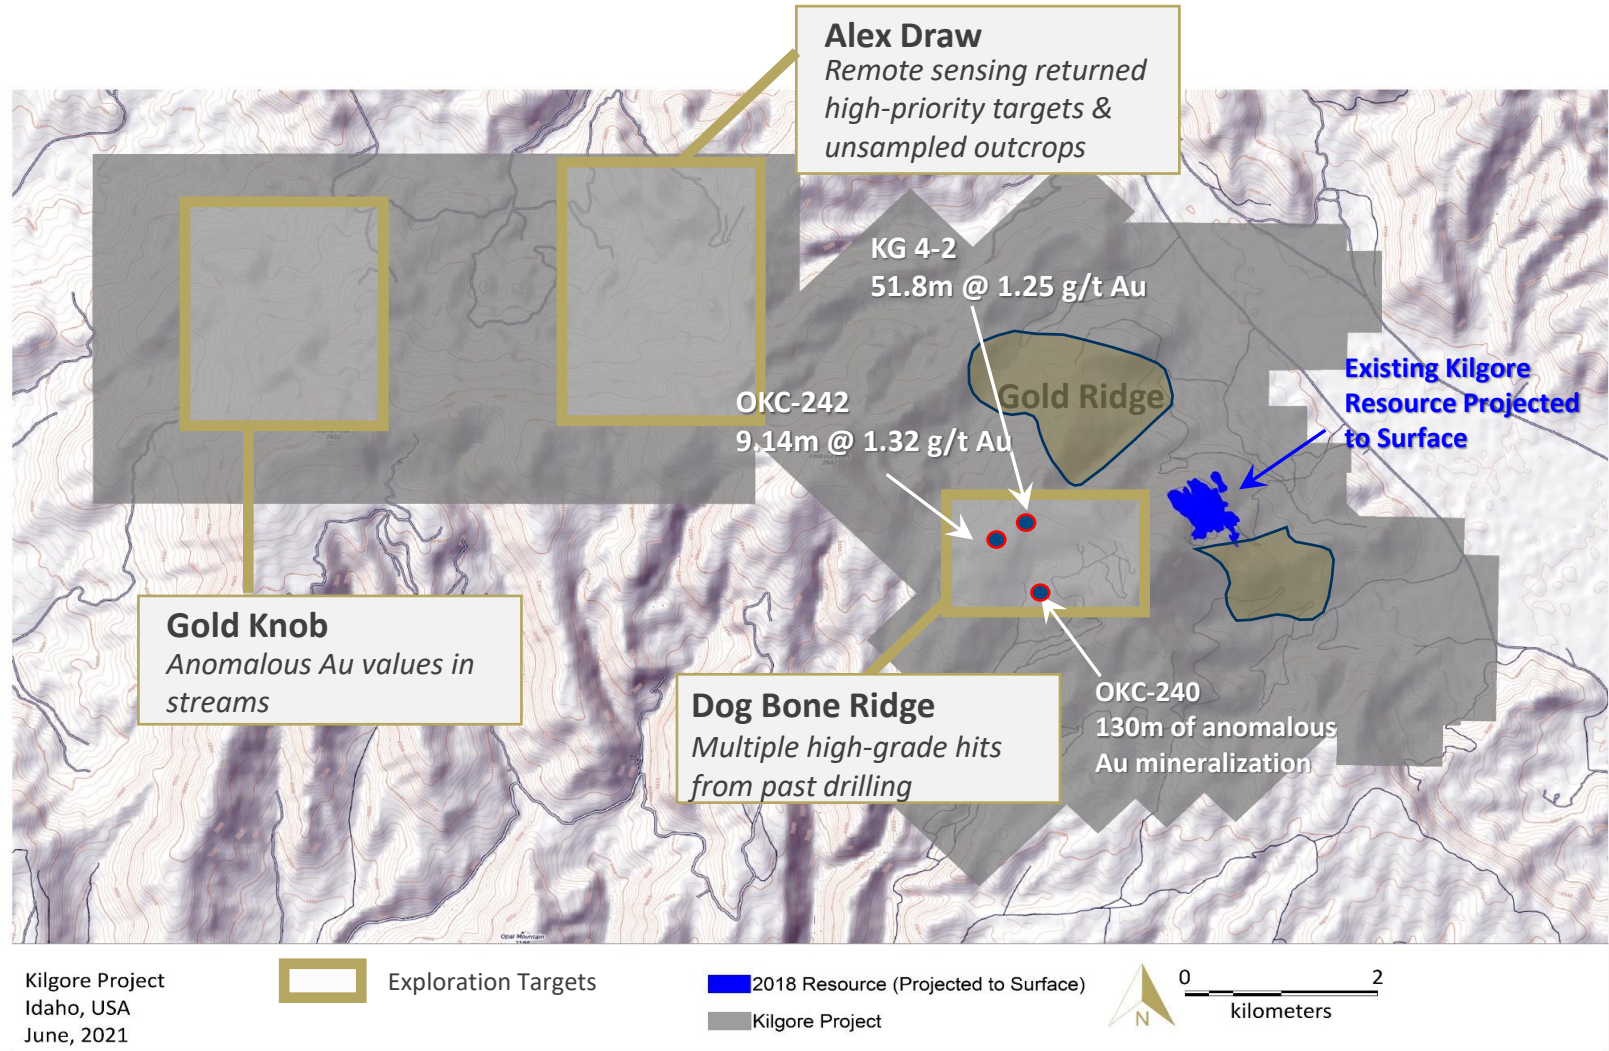 Alex Draw
Remote sensing returned
high-priority targets &
unsampled outcrops
KG 4-2
51.8m @ 1.25 g/t Au
Gold Ridge
Existing Kilgore
Resource Projected
to Surface
OKC-242
9.14m @ 1.32 g/t Au
Gold Knob
Anomalous Au values in
streams
Dog Bone Ridge
Multiple high-grade hits
from past drilling
OKC-240
130m of anomalous
Au mineralization
Opal Mountain
Kilgore Project
Idaho, USA
June, 2021
Exploration Targets
2018 Resource (Projected to Surface)
Kilgore Project
N
0 2
kilometers